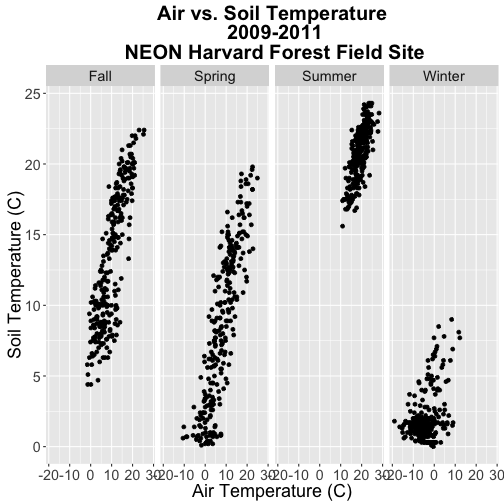 Air vs. Soil Temperature
2009-2011
NEON Harvard Forest Field Site
Fall Spring Summer Winter
25
20
15
10
5
0
Soil Temperature (C)
-20 -10 0 10 20 30 -20 -10 0 10 20 30 -20 -10 0 10 20 30 -20 -10 0 10 20 30
Air Temperature (C)